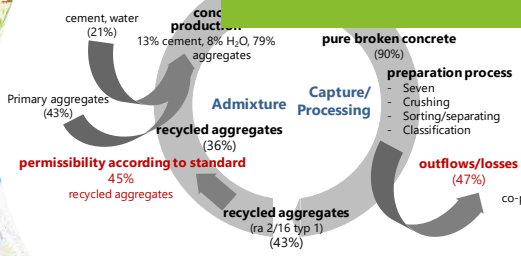 cement, water
(21%)
conc
production
13% cement, 8% H₂O, 79%
aggregates
pure broken concrete
(90%)
preparation process
- Seven
- Crushing
- Sorting/separating
- Classification
Primary aggregates
(43%)
Admixture
Capture/
Processing
recycled aggregates
(36%)
permissibility according to standard
45%
recycled aggregates
outflows/losses
(47%)
co-p
recycled aggregates
(ra 2/16 typ 1)
(43%)